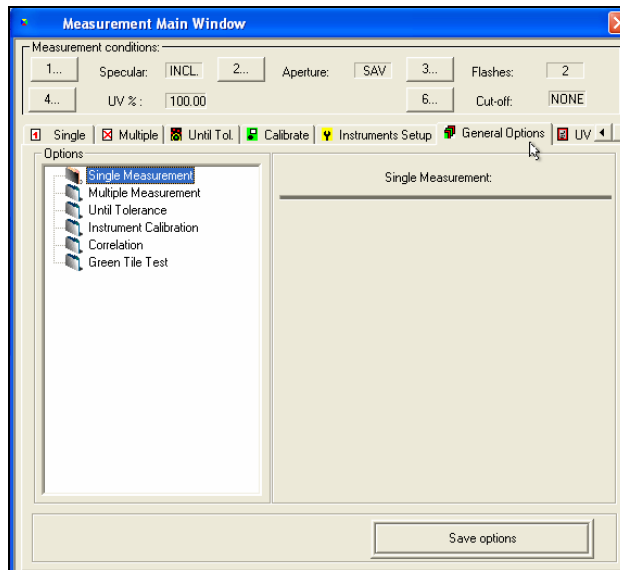 Measurement Main Window
Measurement conditions:
1... Specular: INCL. 2... Aperture: SAV 3... Flashes: 2
4... UV % : 100.00 6... Cut-off: NONE
1 Single Multiple Until Tol. Calibrate Instruments Setup General Options UV
Options
Single Measurement Single Measurement:
Multiple Measurement
Until Tolerance
Instrument Calibration
Correlation
Green Tile Test
Save options